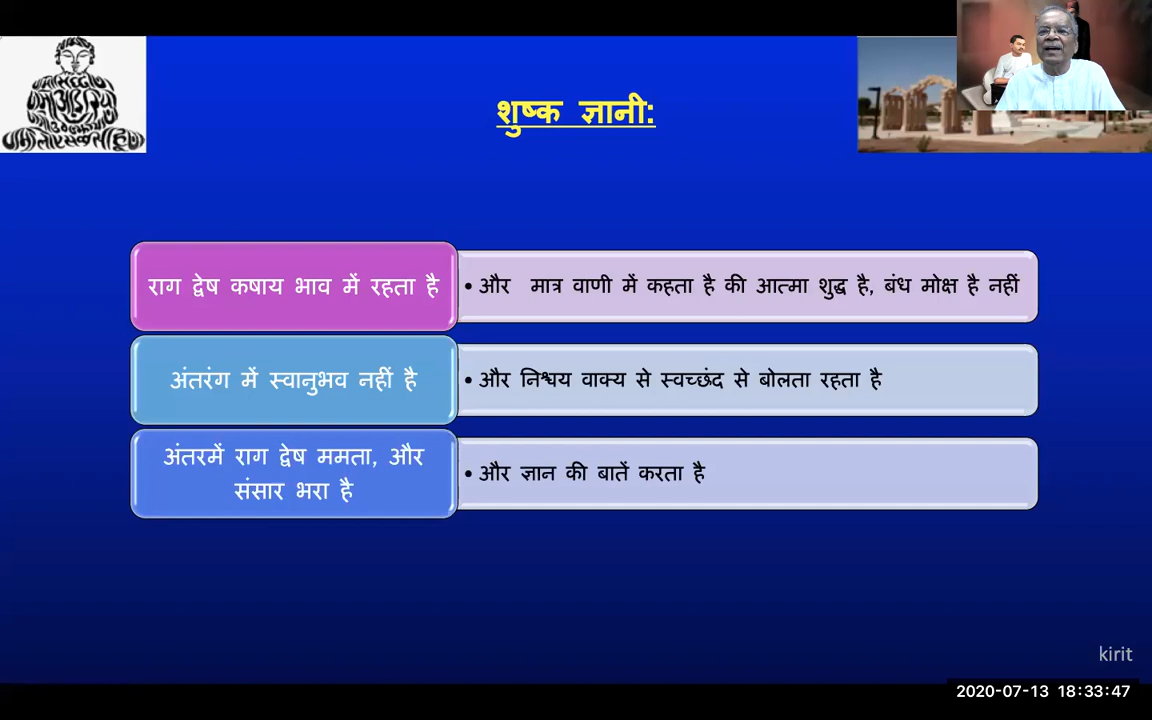 शुष्क ज्ञानी:
राग द्वेष कषाय भाव में रहता है
• और मात्र वाणी में कहता है की आत्मा शुद्ध है, बंध मोक्ष है नहीं
अंतरंग में स्वानुभव नहीं है
• और निश्चय वाक्य से स्वच्छंद से बोलता रहता है
अंतरमें राग द्वेष ममता, और
संसार भरा है
• और ज्ञान की बातें करता है
kirit
2020-07-13 18:33:47